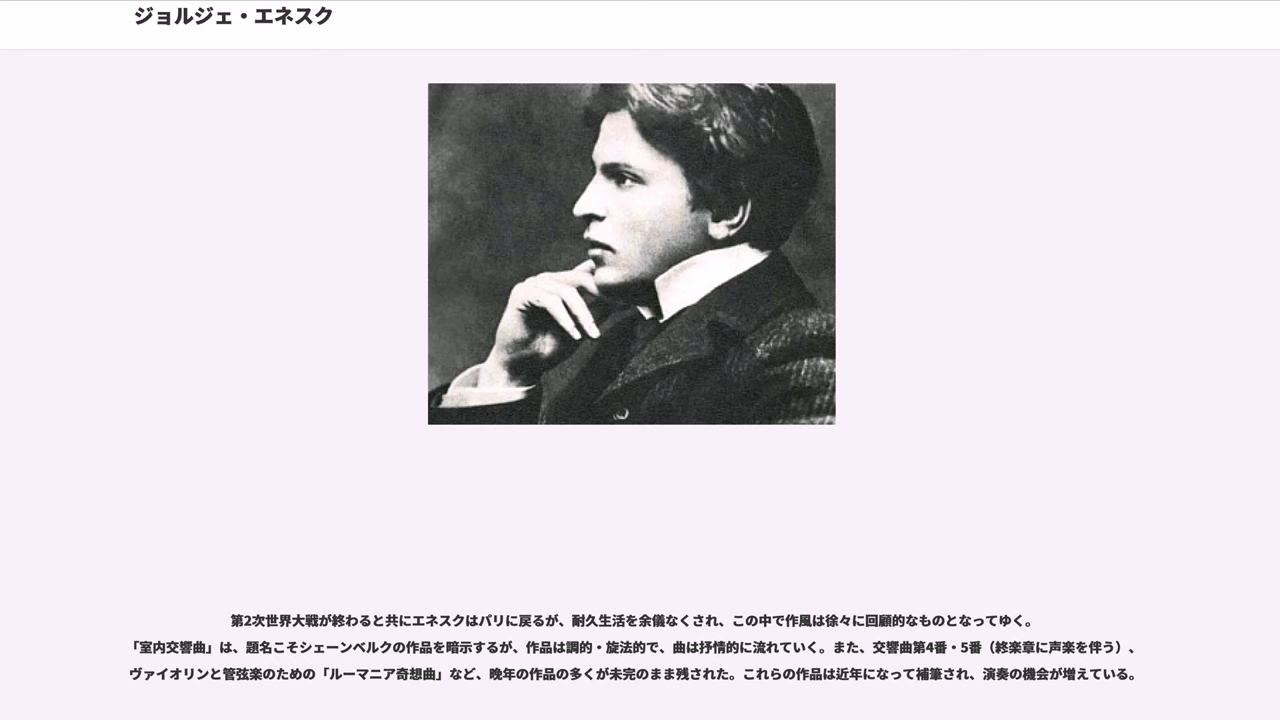 ジョルジェ・エネスク
第2次世界大戦が終わると共にエネスクはパリに戻るが、耐久生活を余儀なくされ、この中で作風は徐々に回顧的なものとなってゆく。
「室内交響曲」は、題名こそシェーンベルクの作品を暗示するが、作品は調的・旋法的で、曲は抒情的に流れていく。また、交響曲第4番・5番（終楽章に声楽を伴う）、
ヴァイオリンと管弦楽のための「ルーマニア奇想曲」など、晩年の作品の多くが未完のまま残された。これらの作品は近年になって補筆され、演奏の機会が増えている。